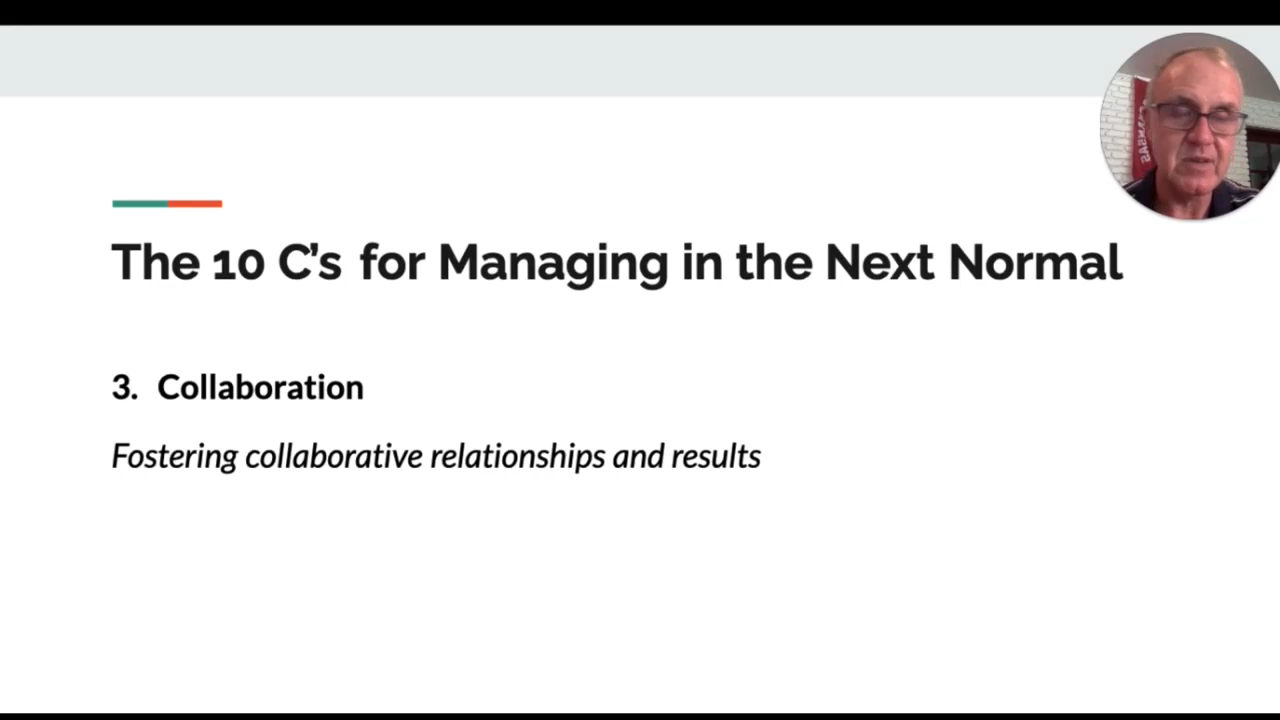 The 10 C’s for Managing in the Next Normal
3. Collaboration
Fostering collaborative relationships and results